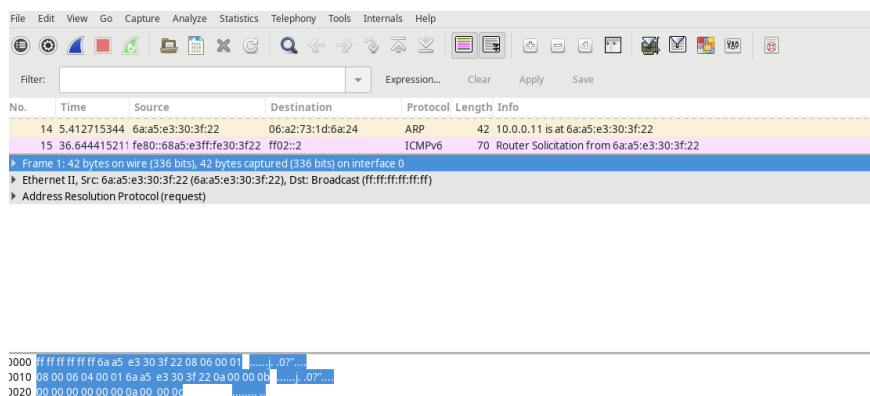 File Edit View Go Capture Analyze Statistics Telephony Tools Internals Help
Filter: Expression... Clear Apply Save
No. Time Source Destination Protocol Length Info
14 5.412715344 6a:a5:e3:30:3f:22 06:a2:73:1d:6a:24 ARP 42 10.0.0.11 is at 6a:a5:e3:30:3f:22
15 36.644415211 fe80::68a5:e3ff:fe30:3f22 ff02::2 ICMPv6 70 Router Solicitation from 6a:a5:e3:30:3f:22
Frame 1: 42 bytes on wire (336 bits), 42 bytes captured (336 bits) on interface 0
Ethernet II, Src: 6a:a5:e3:30:3f:22 (6a:a5:e3:30:3f:22), Dst: Broadcast (ff:ff:ff:ff:ff:ff)
Address Resolution Protocol (request)
0000 ff ff ff ff ff ff 6a a5 e3 30 3f 22 08 06 00 01 ......j. .0?"....
0010 08 00 06 04 00 01 6a a5 e3 30 3f 22 0a 00 00 0b ......j. .0?"....
0020 00 00 00 00 00 00 0a 00 00 0c ........ ..